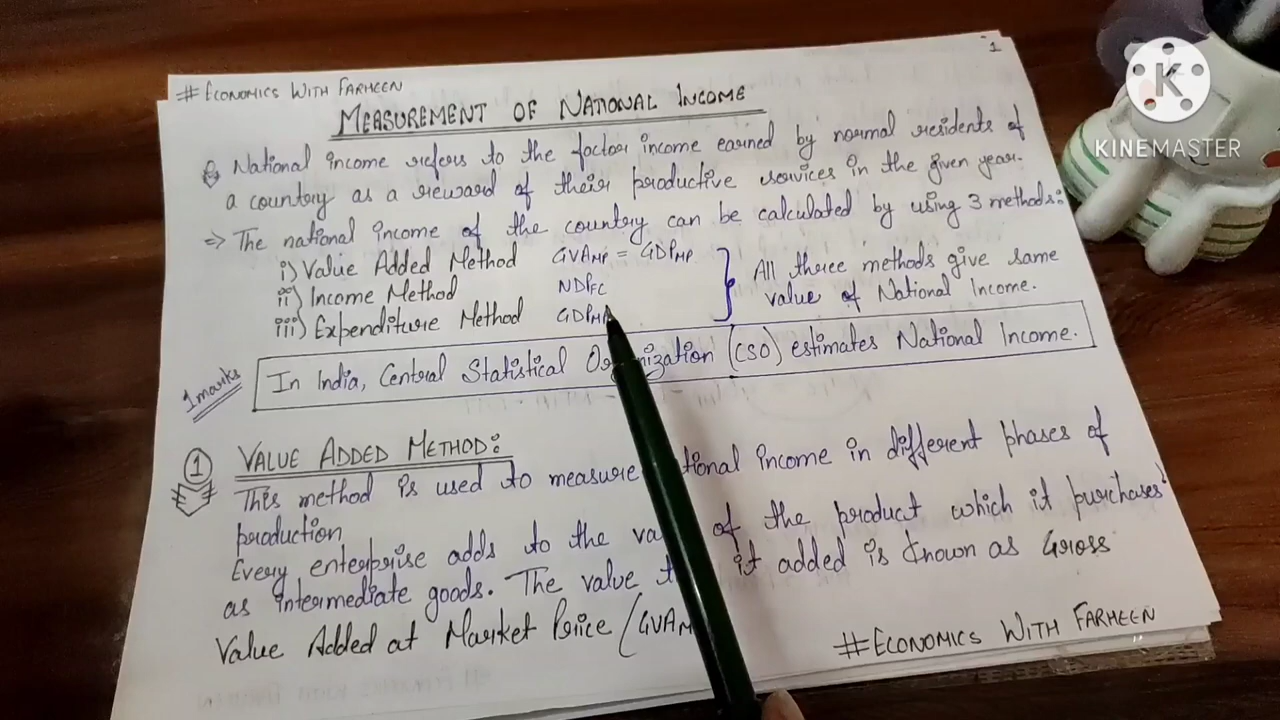 1
# ECONOMICS WITH FARHEEN
MEASUREMENT OF NATIONAL INCOME
National income refers to the factor income earned by normal residents of
a country as a reward of their productive services in the given year.
⇒ The national income of the country can be calculated by using 3 methods:
i) Value Added Method GVAMP = GDPMP
ii) Income Method NDPFC
iii) Expenditure Method GDPMP
} All three methods give same
value of National Income.
1 marks
In India, Central Statistical (CSO) estimates National Income.
1 VALUE ADDED METHOD:
This method is used to measure income in different phases of
production
Every enterprise adds to the of the product which it purchases
as intermediate goods. The value it added is known as Gross
Value Added at Market Price (GVAM
#ECONOMICS WITH FARHEEN
K
KINEMASTER